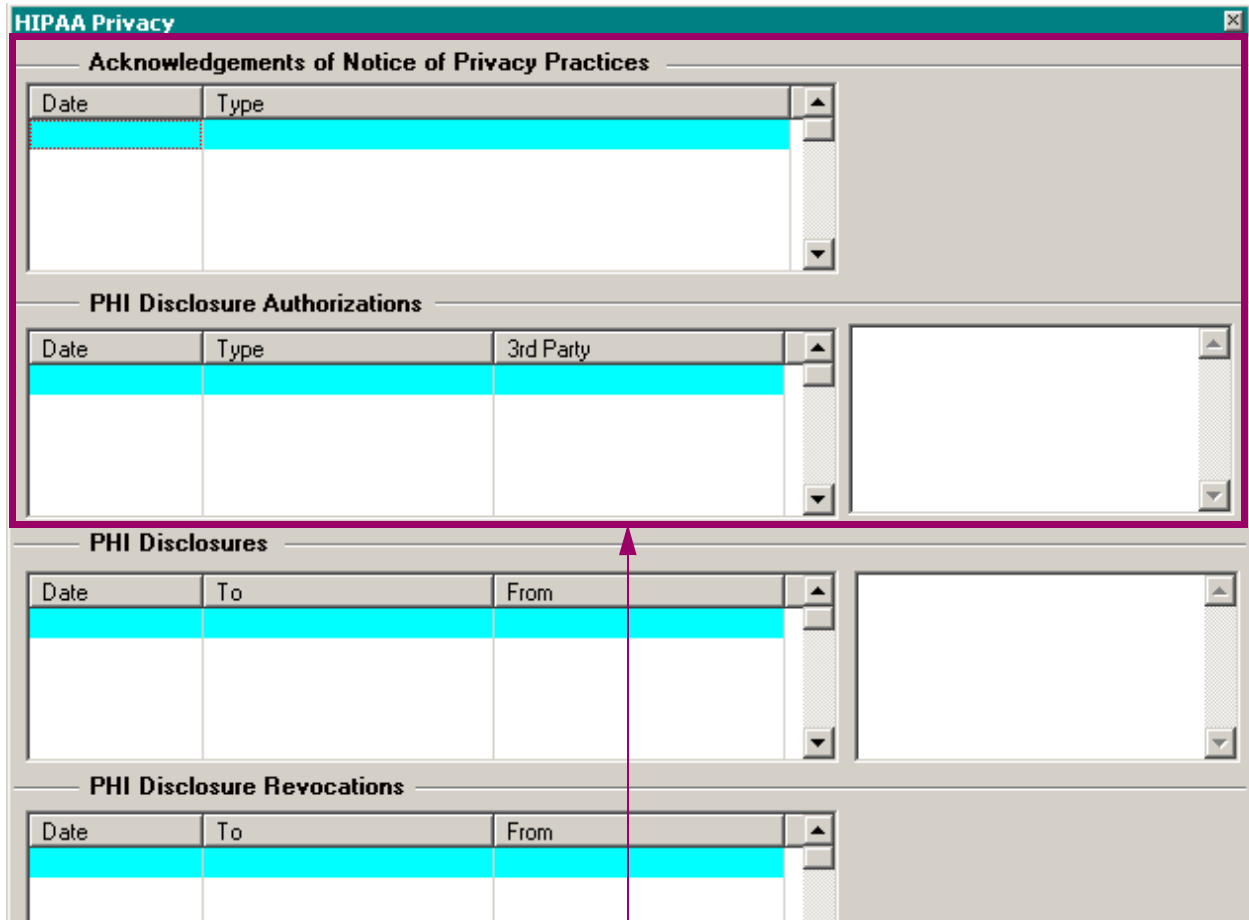 HIPAA Privacy
Acknowledgements of Notice of Privacy Practices
Date Type
PHI Disclosure Authorizations
Date Type 3rd Party
PHI Disclosures
Date To From
PHI Disclosure Revocations
Date To From